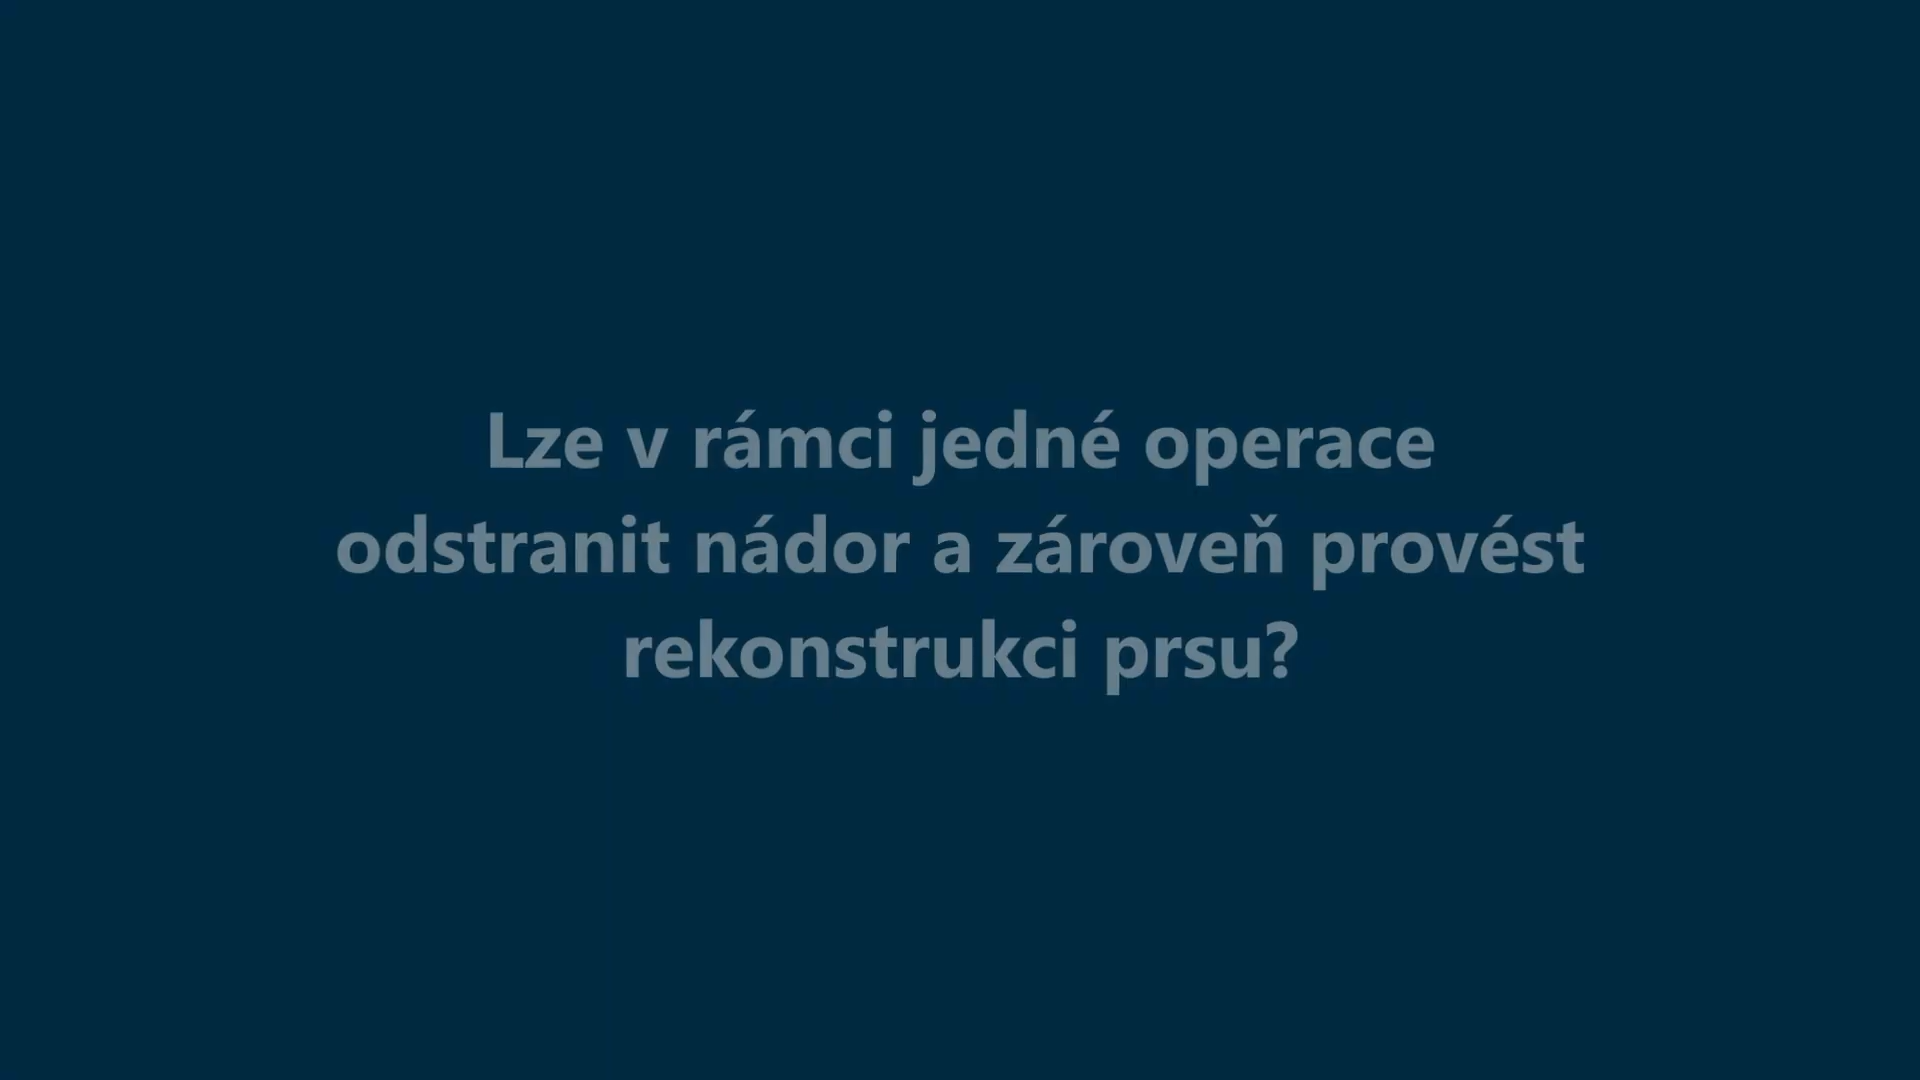 Lze v rámci jedné operace
odstranit nádor a zároveň provést
rekonstrukci prsu?